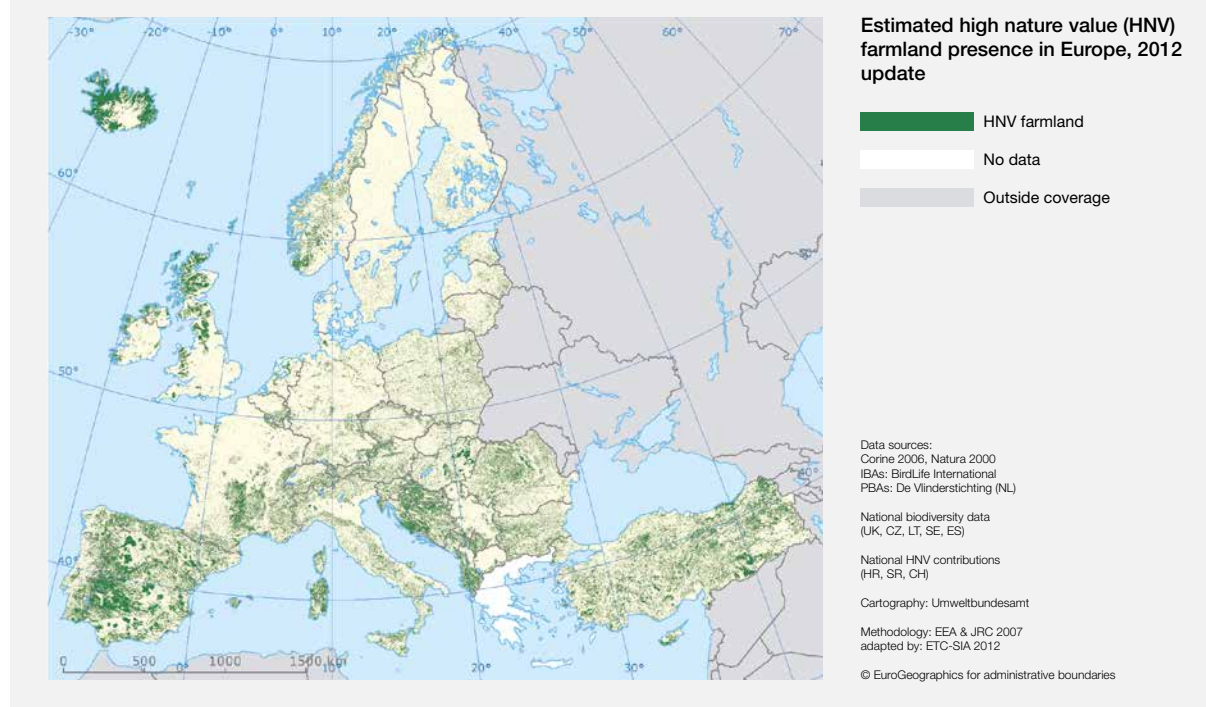 -30°
-20°
-10°
0°
10°
20°
30°
50°
60°
70°
60°
50°
40°
40°
0
500
1000
1500 km
0°
10°
20°
30°
Estimated high nature value (HNV)
farmland presence in Europe, 2012
update
HNV farmland
No data
Outside coverage
Data sources:
Corine 2006, Natura 2000
IBAs: BirdLife International
PBAs: De Vlinderstichting (NL)
National biodiversity data
(UK, CZ, LT, SE, ES)
National HNV contributions
(HR, SR, CH)
Cartography: Umweltbundesamt
Methodology: EEA & JRC 2007
adapted by: ETC-SIA 2012
© EuroGeographics for administrative boundaries